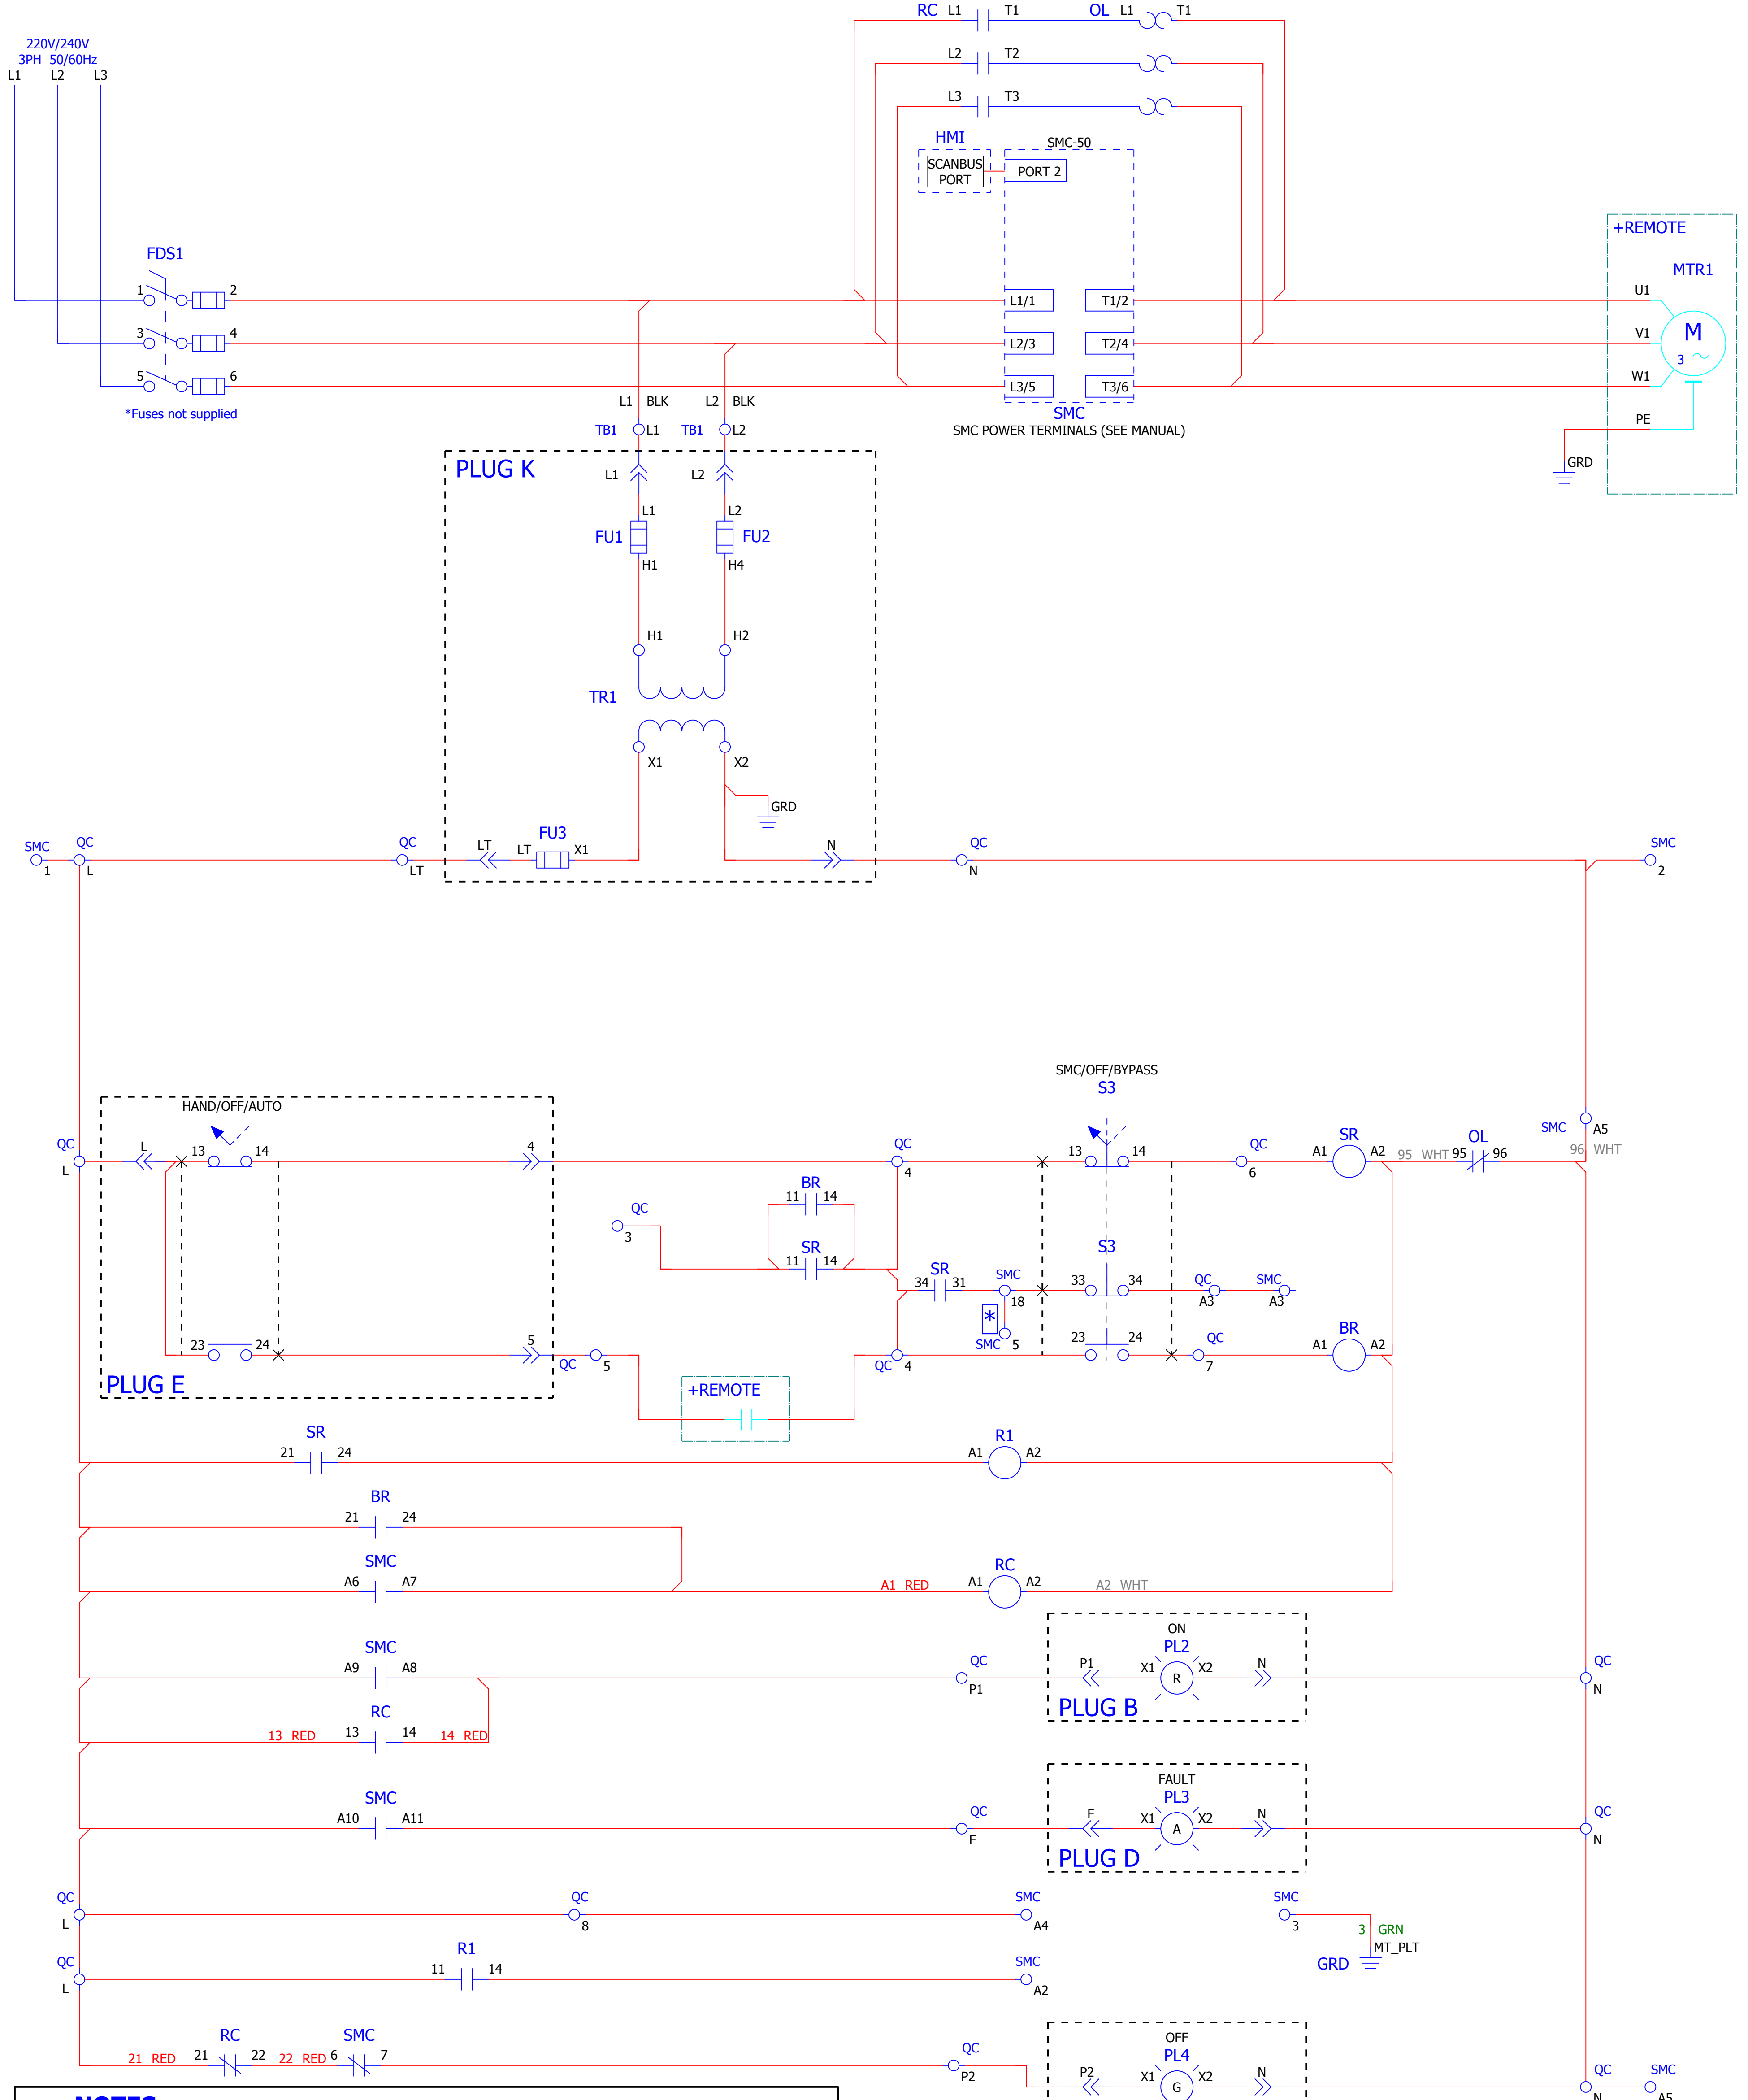 RC L1 T1 OL L1 T1
220V/240V
3PH 50/60Hz
L1 L2 L3
L2 T2
L3 T3
HMI
SMC-50
SCANBUS
PORT
PORT 2
+REMOTE
MTR1
FDS1
1 2
L1/1 T1/2
U1
3 4
L2/3 T2/4
V1
M
3
5 6
L3/5 T3/6
W1
*Fuses not supplied
L1 BLK L2 BLK
SMC
SMC POWER TERMINALS (SEE MANUAL)
PE
GRD
TB1 L1 TB1 L2
PLUG K
L1 L2
L1 L2
FU1 FU2
H1 H4
H1 H2
TR1
X1 X2
GRD
SMC QC QC FU3 QC SMC
LT LT X1 N
1 L LT N 2
SMC/OFF/BYPASS
S3
HAND/OFF/AUTO
QC L 13 14 4 QC 13 14 QC SR SMC A5
L 4 6 A1 A2 95 WHT 95 OL 96 96 WHT
BR
11 14
QC
3
SR
11 14
S3
SR
34 31 SMC 33 34 QC SMC
18 A3 A3
*
SMC 5
23 24 5 QC 5 QC 4 23 24 QC 7 BR A1 A2
PLUG E
+REMOTE
SR
21 24
R1
A1 A2
BR
21 24
SMC
A6 A7
A1 RED
RC
A1 A2
A2 WHT
ON
SMC
A9 A8
QC
P1
P1 PL2 X1 R X2 N
QC
N
PLUG B
RC
13 RED 13 14 14 RED
FAULT
SMC
A10 A11
QC
F
F PL3 X1 A X2 N
QC
N
PLUG D
QC QC SMC SMC
L 8 A4 3
3 GRN
MT_PLT
GRD
QC R1 SMC
11 14
L A2
OFF
RC SMC
21 RED 21 22 22 RED 6 7
QC
P2
P2 PL4 X1 G X2 N
QC SMC
N A5
NOTES